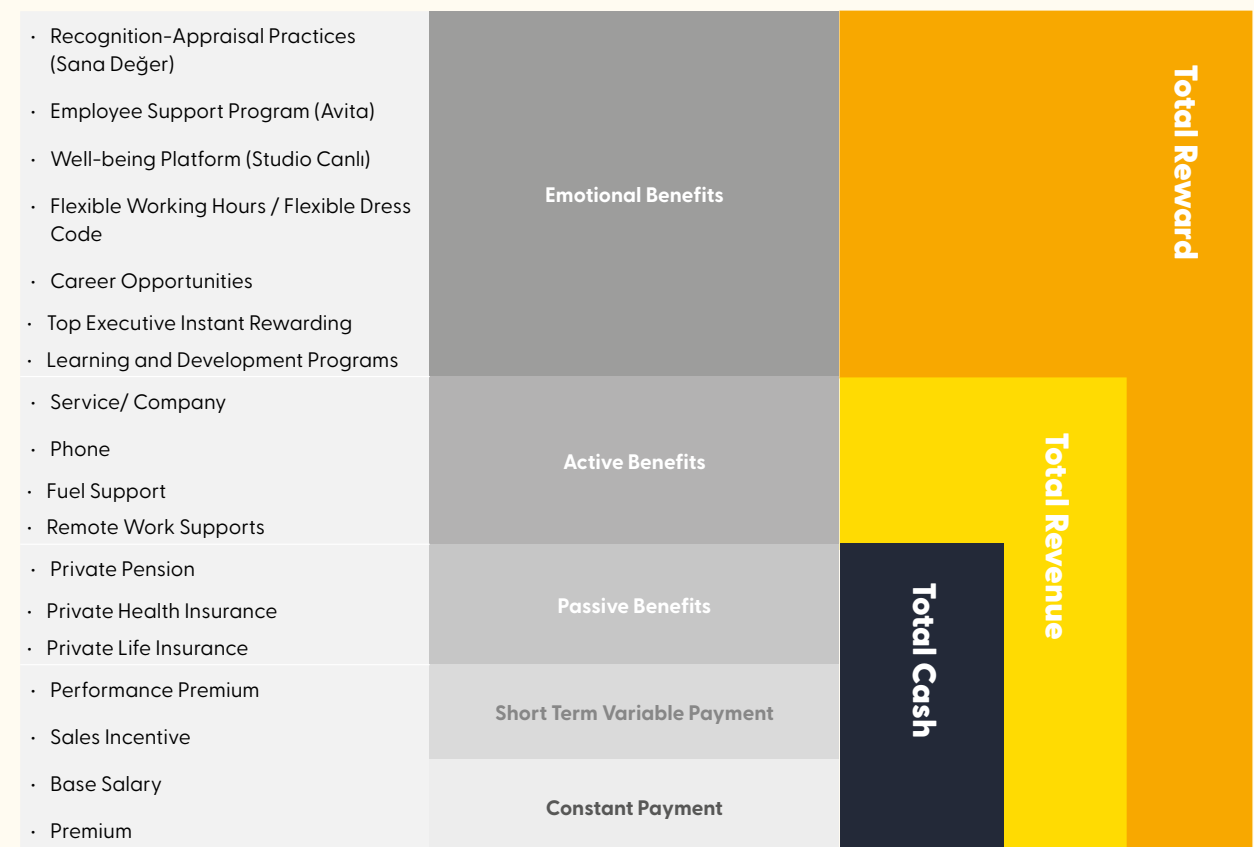 · Recognition-Appraisal Practices
(Sana Değer)
· Employee Support Program (Avita)
· Well-being Platform (Studio Canlı)
· Flexible Working Hours / Flexible Dress
Code
· Career Opportunities
· Top Executive Instant Rewarding
· Learning and Development Programs
Emotional Benefits
· Service/ Company
· Phone
· Fuel Support
· Remote Work Supports
Active Benefits
· Private Pension
· Private Health Insurance
· Private Life Insurance
Passive Benefits
· Performance Premium
· Sales Incentive
Short Term Variable Payment
· Base Salary
· Premium
Constant Payment
Total Cash
Total Revenue
Total Reward